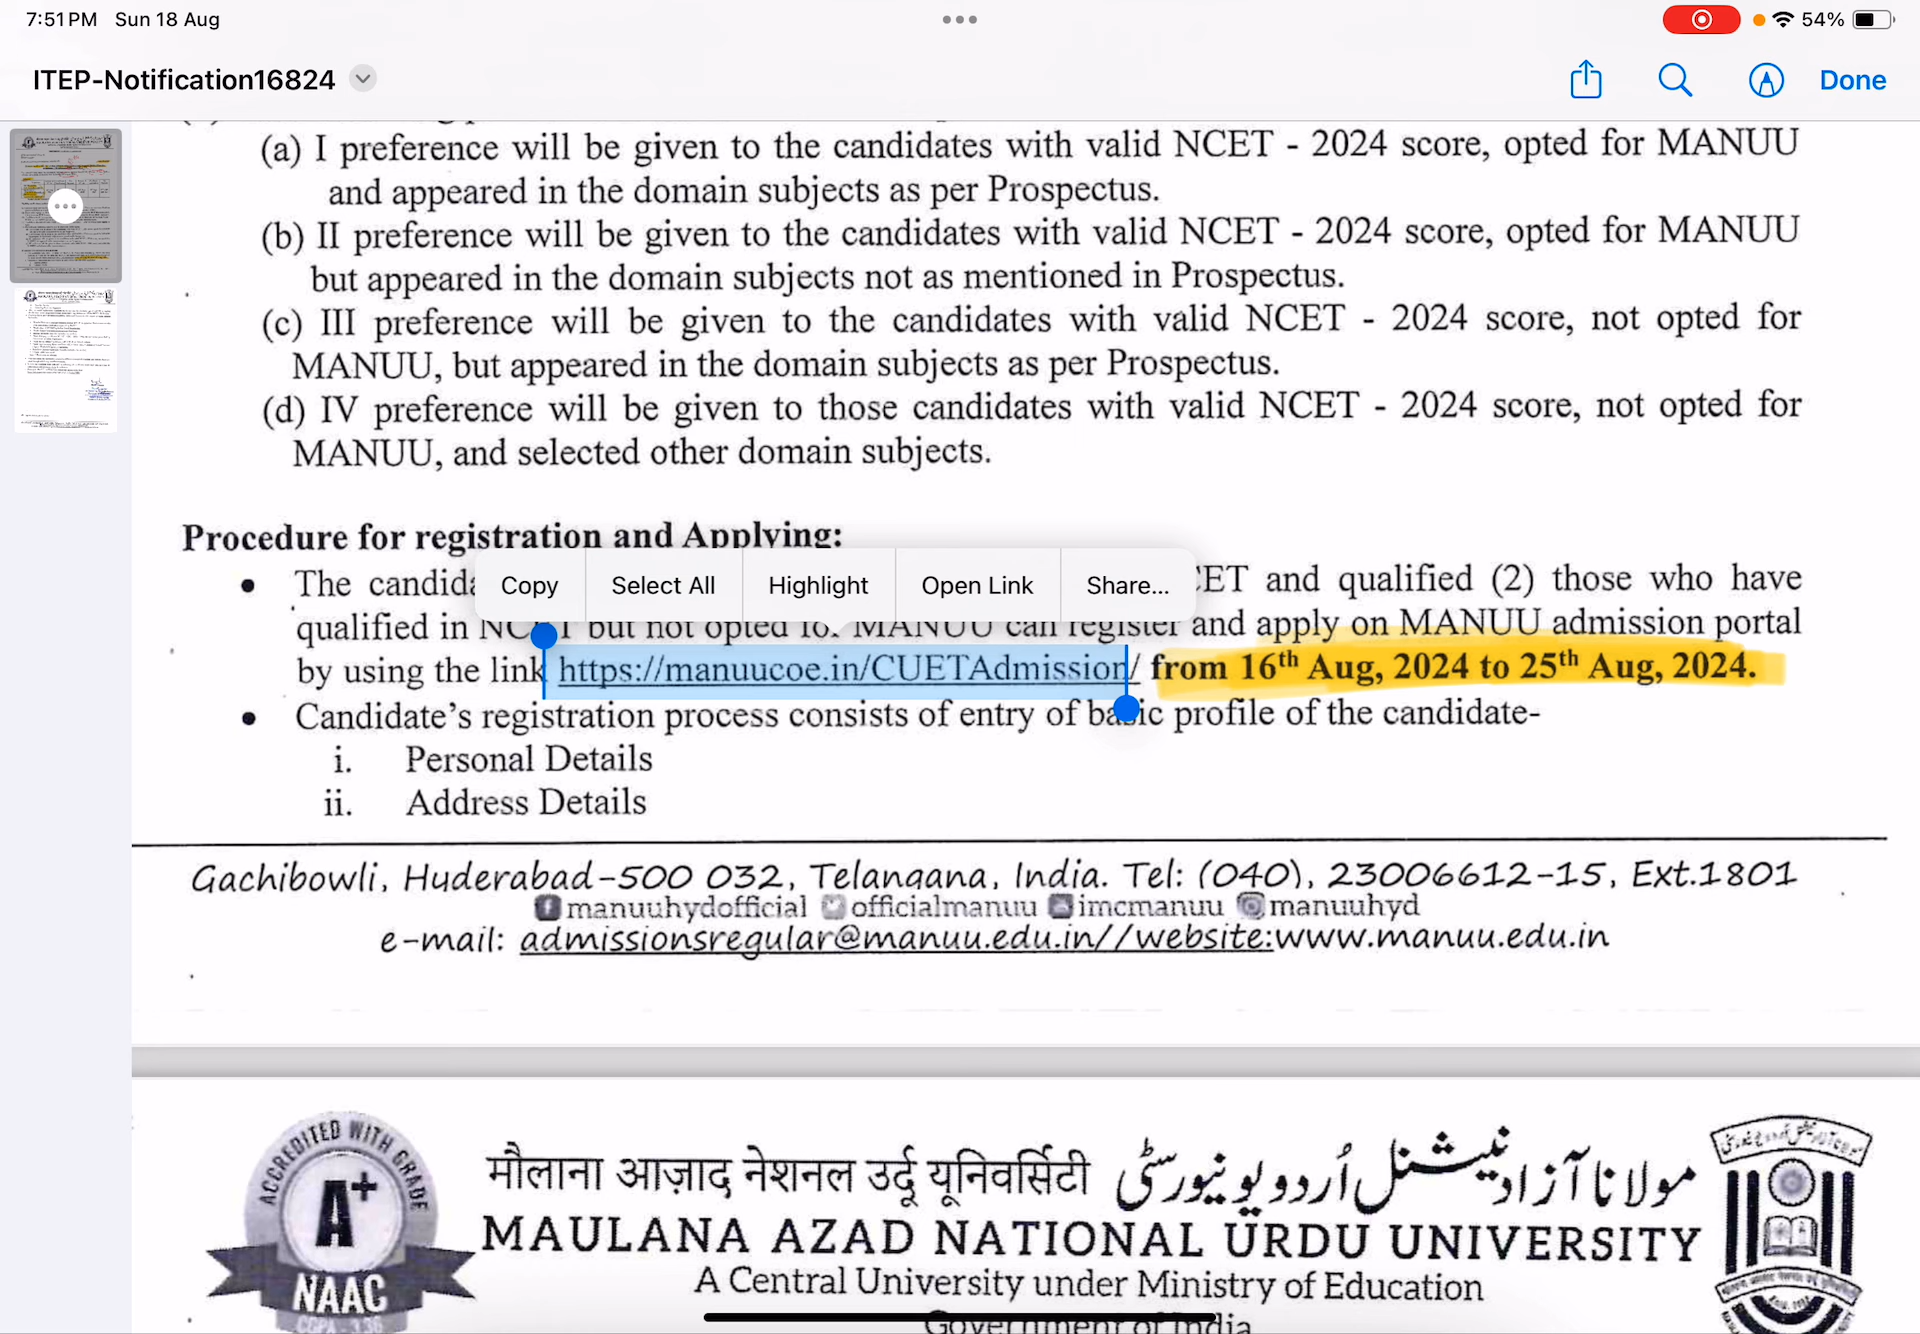 7:51 PM Sun 18 Aug
54%
ITEP-Notification16824
Done
(a) I preference will be given to the candidates with valid NCET - 2024 score, opted for MANUU
and appeared in the domain subjects as per Prospectus.
(b) II preference will be given to the candidates with valid NCET - 2024 score, opted for MANUU
but appeared in the domain subjects not as mentioned in Prospectus.
(c) III preference will be given to the candidates with valid NCET - 2024 score, not opted for
MANUU, but appeared in the domain subjects as per Prospectus.
(d) IV preference will be given to those candidates with valid NCET - 2024 score, not opted for
MANUU, and selected other domain subjects.
Procedure for registration and Applying:
Copy Select All Highlight Open Link Share...
• The CET and qualified (2) those who have
qualified in but not opted for MANUU can register and apply on MANUU admission portal
by using the link https://manuucoe.in/CUETAdmission/ from 16th Aug, 2024 to 25th Aug, 2024.
• Candidate's registration process consists of entry of basic profile of the candidate-
i. Personal Details
ii. Address Details
Gachibowli, Huderabad-500 032, Telangana, India. Tel: (040), 23006612-15, Ext.1801
manuuhydofficial officialmanuu imcmanuu manuuhyd
e-mail: admissionsregular@manuu.edu.in//website:www.manuu.edu.in
ACCREDITED WITH GRADE
A+
NAAC
मौलाना आज़ाद नेशनल उर्दू यूनिवर्सिटी مولانا آزاد نیشنل اُردو یونیورسٹی
MAULANA AZAD NATIONAL URDU UNIVERSITY
A Central University under Ministry of Education
Government of India